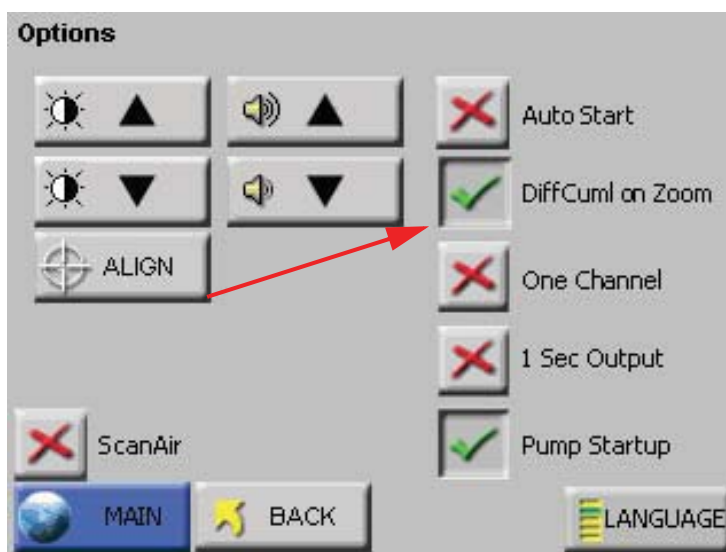 Options
Auto Start
DiffCuml on Zoom
ALIGN
One Channel
1 Sec Output
ScanAir
Pump Startup
MAIN
BACK
LANGUAGE